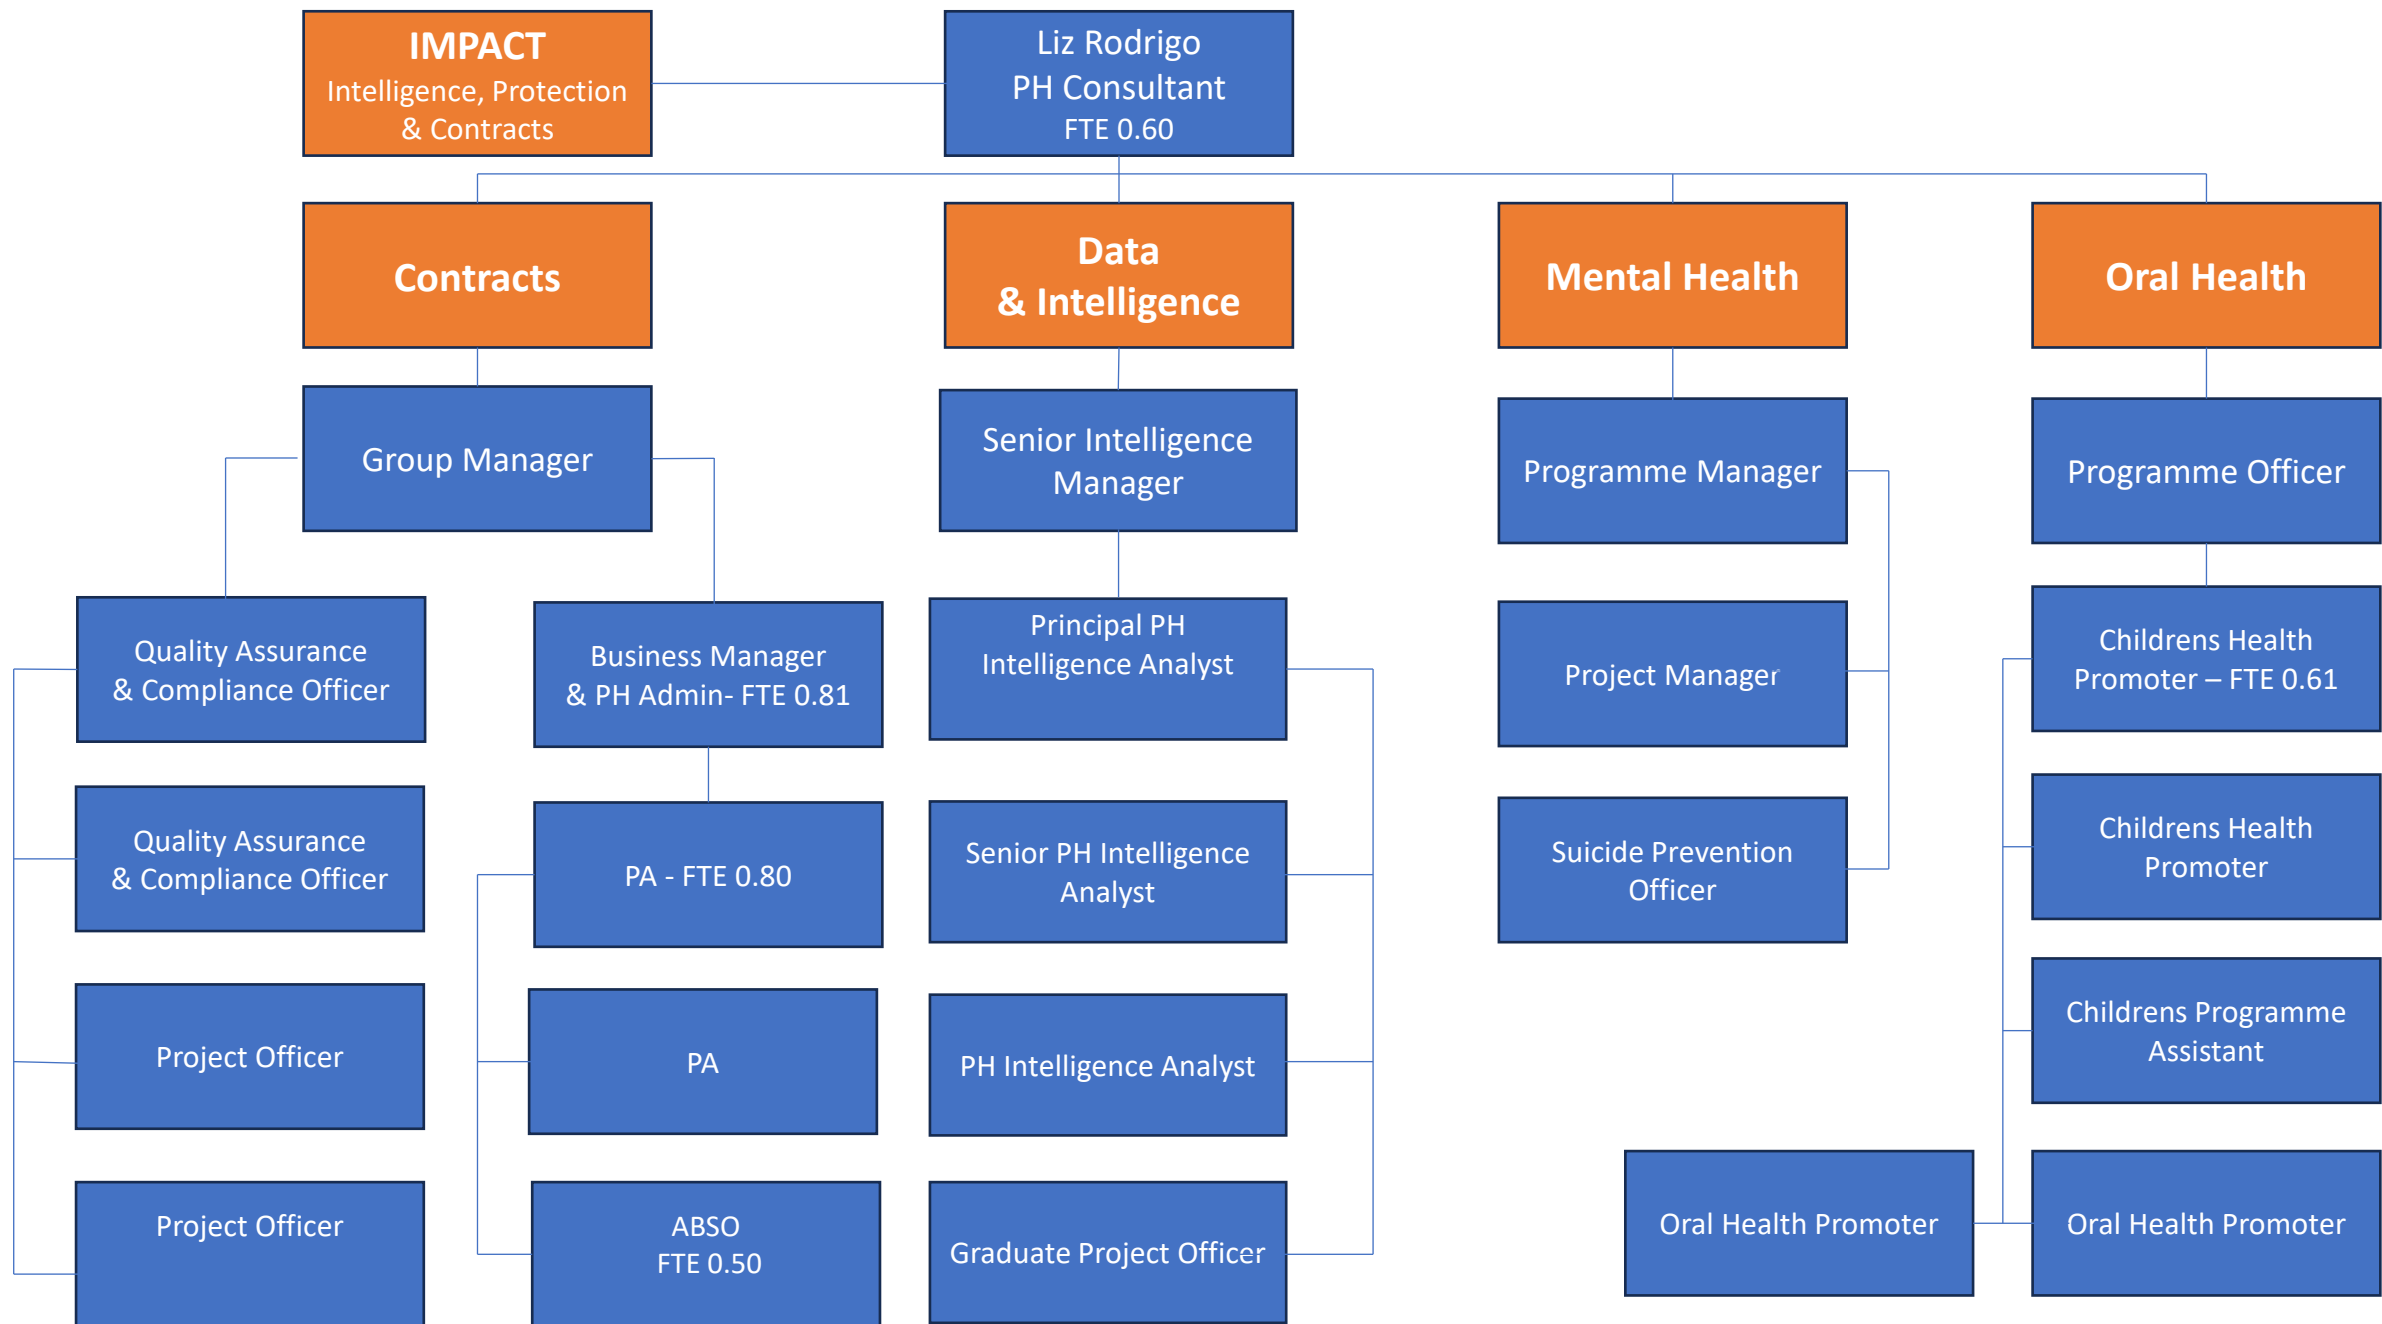 IMPACT
Intelligence, Protection
& Contracts
Liz Rodrigo
PH Consultant
FTE 0.60
Contracts
Data
& Intelligence
Mental Health
Oral Health
Group Manager
Senior Intelligence
Manager
Programme Manager
Programme Officer
Quality Assurance
& Compliance Officer
Business Manager
& PH Admin- FTE 0.81
Principal PH
Intelligence Analyst
Project Manager
Childrens Health
Promoter – FTE 0.61
Quality Assurance
& Compliance Officer
PA - FTE 0.80
Senior PH Intelligence
Analyst
Suicide Prevention
Officer
Childrens Health
Promoter
Project Officer
PA
PH Intelligence Analyst
Childrens Programme
Assistant
Project Officer
ABSO
FTE 0.50
Graduate Project Officer
Oral Health Promoter
Oral Health Promoter